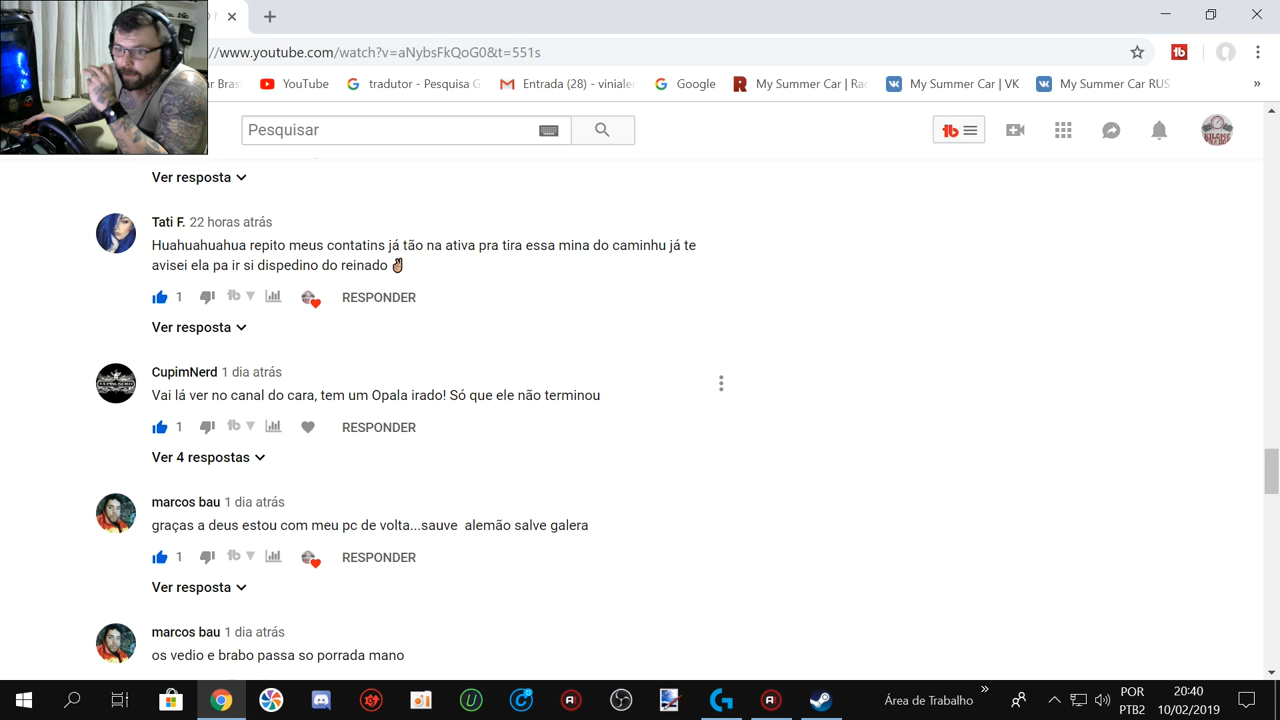 //www.youtube.com/watch?v=aNybsFkQoG0&t=551s
YouTube
tradutor - Pesquisa G
Entrada (28) - vinialer
Google
My Summer Car | Rac
My Summer Car | VK
My Summer Car RUS
»
Pesquisar
Ver resposta
Tati F. 22 horas atrás
Huahuahuahua repito meus contatins já tão na ativa pra tira essa mina do caminhu já te
avisei ela pa ir si dispedino do reinado ✌🏼
1 RESPONDER
Ver resposta
CupimNerd 1 dia atrás
Vai lá ver no canal do cara, tem um Opala irado! Só que ele não terminou
1 RESPONDER
Ver 4 respostas
marcos bau 1 dia atrás
graças a deus estou com meu pc de volta...sauve alemão salve galera
1 RESPONDER
Ver resposta
marcos bau 1 dia atrás
os vedio e brabo passa so porrada mano
Área de Trabalho
POR
PTB2
20:40
10/02/2019